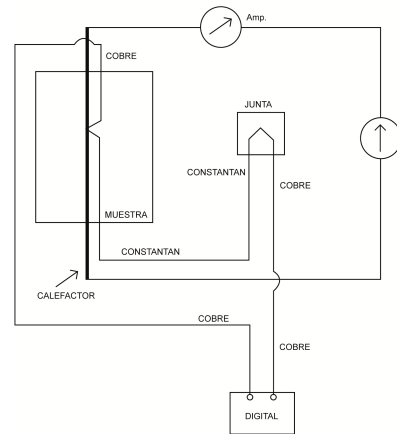 Amp.
COBRE
JUNTA
CONSTANTAN
COBRE
MUESTRA
CONSTANTAN
CALEFACTOR
COBRE
COBRE
DIGITAL